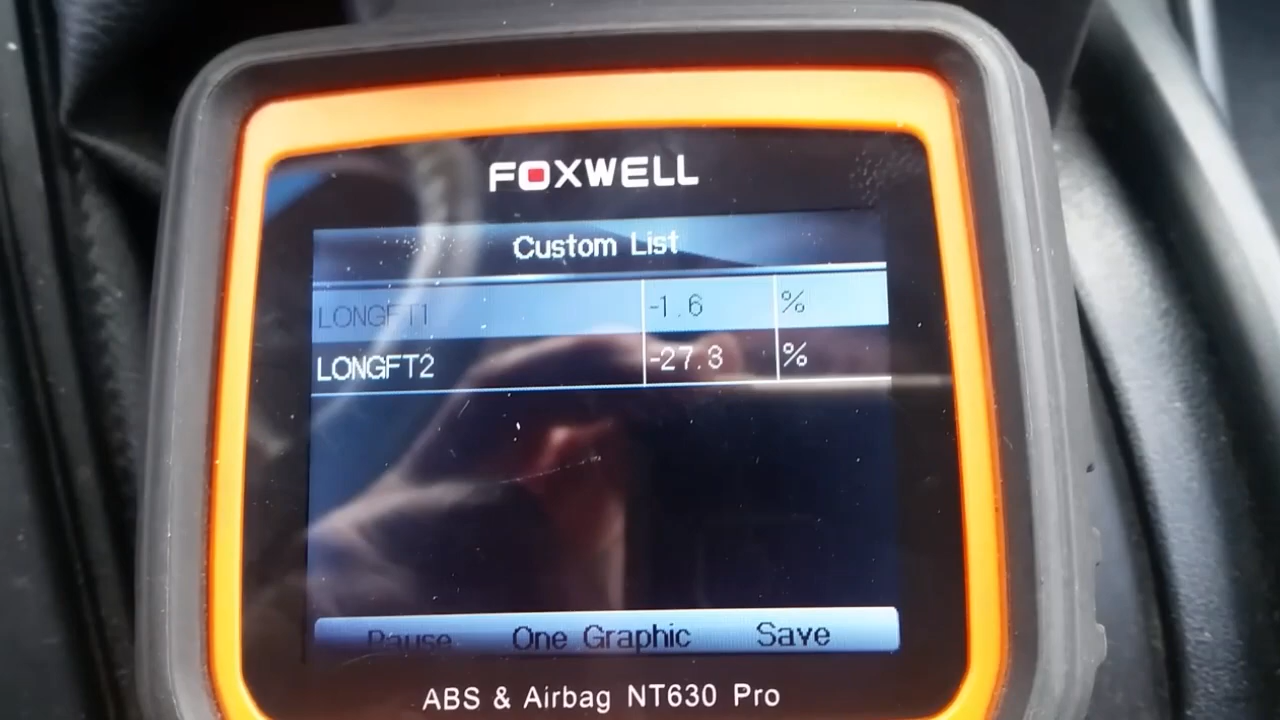 FOXWELL
Custom List
LONGFT1 -1.6 %
LONGFT2 -27.3 %
Pause One Graphic Save
ABS & Airbag NT630 Pro